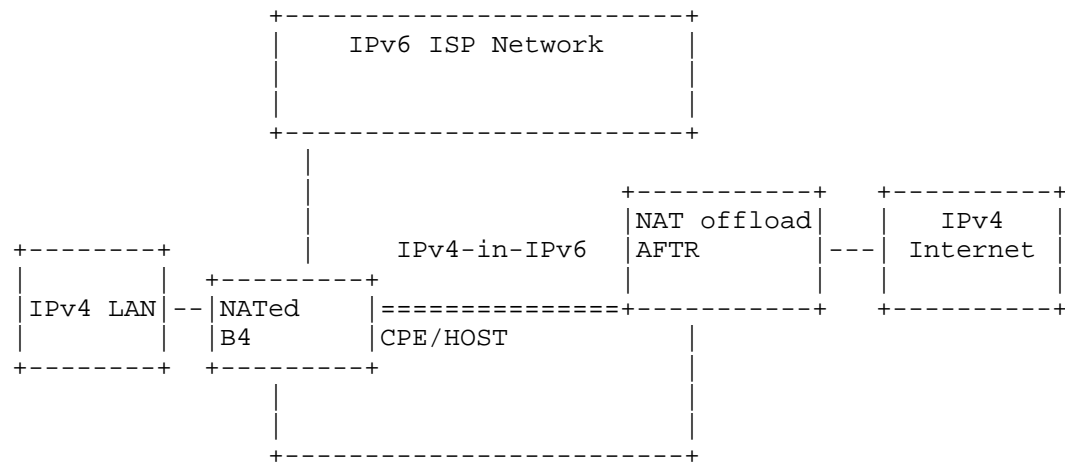 IPv6 ISP Network
NAT offload
IPv4
IPv4-in-IPv6
AFTR
Internet
IPv4 LAN
NATed
B4
CPE/HOST